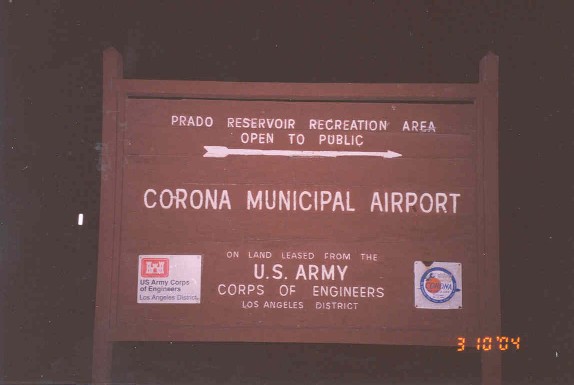 PRADO RESERVOIR RECREATION AREA
OPEN TO PUBLIC
CORONA MUNICIPAL AIRPORT
ON LAND LEASED FROM THE
U.S. ARMY
CORPS OF ENGINEERS
LOS ANGELES DISTRICT
US Army Corps
of Engineers
Los Angeles District
CORONA
3 10 '04